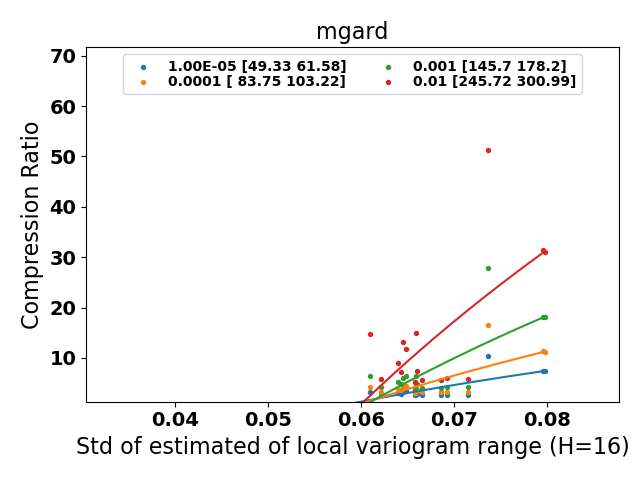 mgard
1.00E-05 [49.33 61.58]
0.0001 [ 83.75 103.22]
0.001 [145.7 178.2]
0.01 [245.72 300.99]
Compression Ratio
70
60
50
40
30
20
10
0.04 0.05 0.06 0.07 0.08
Std of estimated of local variogram range (H=16)